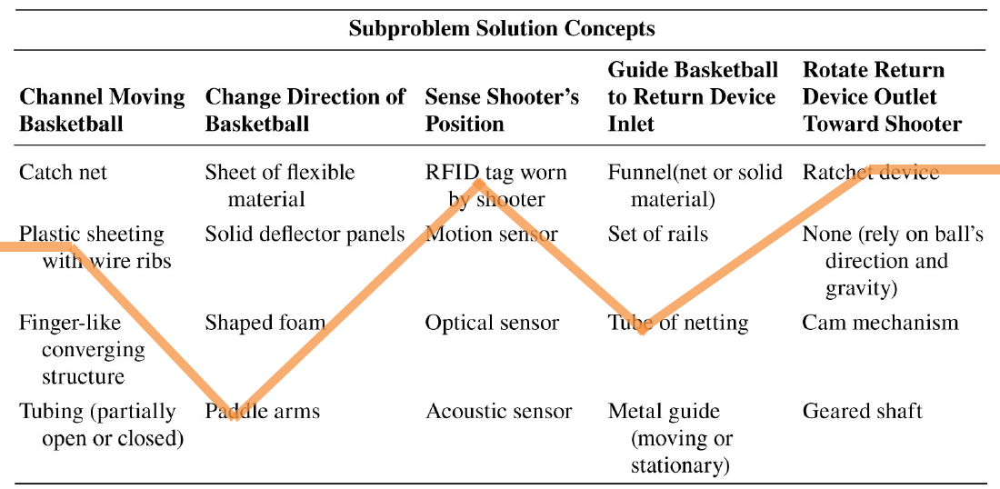 Subproblem Solution Concepts
Channel Moving
Basketball
Change Direction of
Basketball
Sense Shooter's
Position
Guide Basketball
to Return Device
Inlet
Rotate Return
Device Outlet
Toward Shooter
Catch net
Sheet of flexible
material
RFID tag worn
by shooter
Funnel(net or solid
material)
Ratchet device
Plastic sheeting
with wire ribs
Solid deflector panels
Motion sensor
Set of rails
None (rely on ball's
direction and
gravity)
Finger-like
converging
structure
Shaped foam
Optical sensor
Tube of netting
Cam mechanism
Tubing (partially
open or closed)
Paddle arms
Acoustic sensor
Metal guide
(moving or
stationary)
Geared shaft